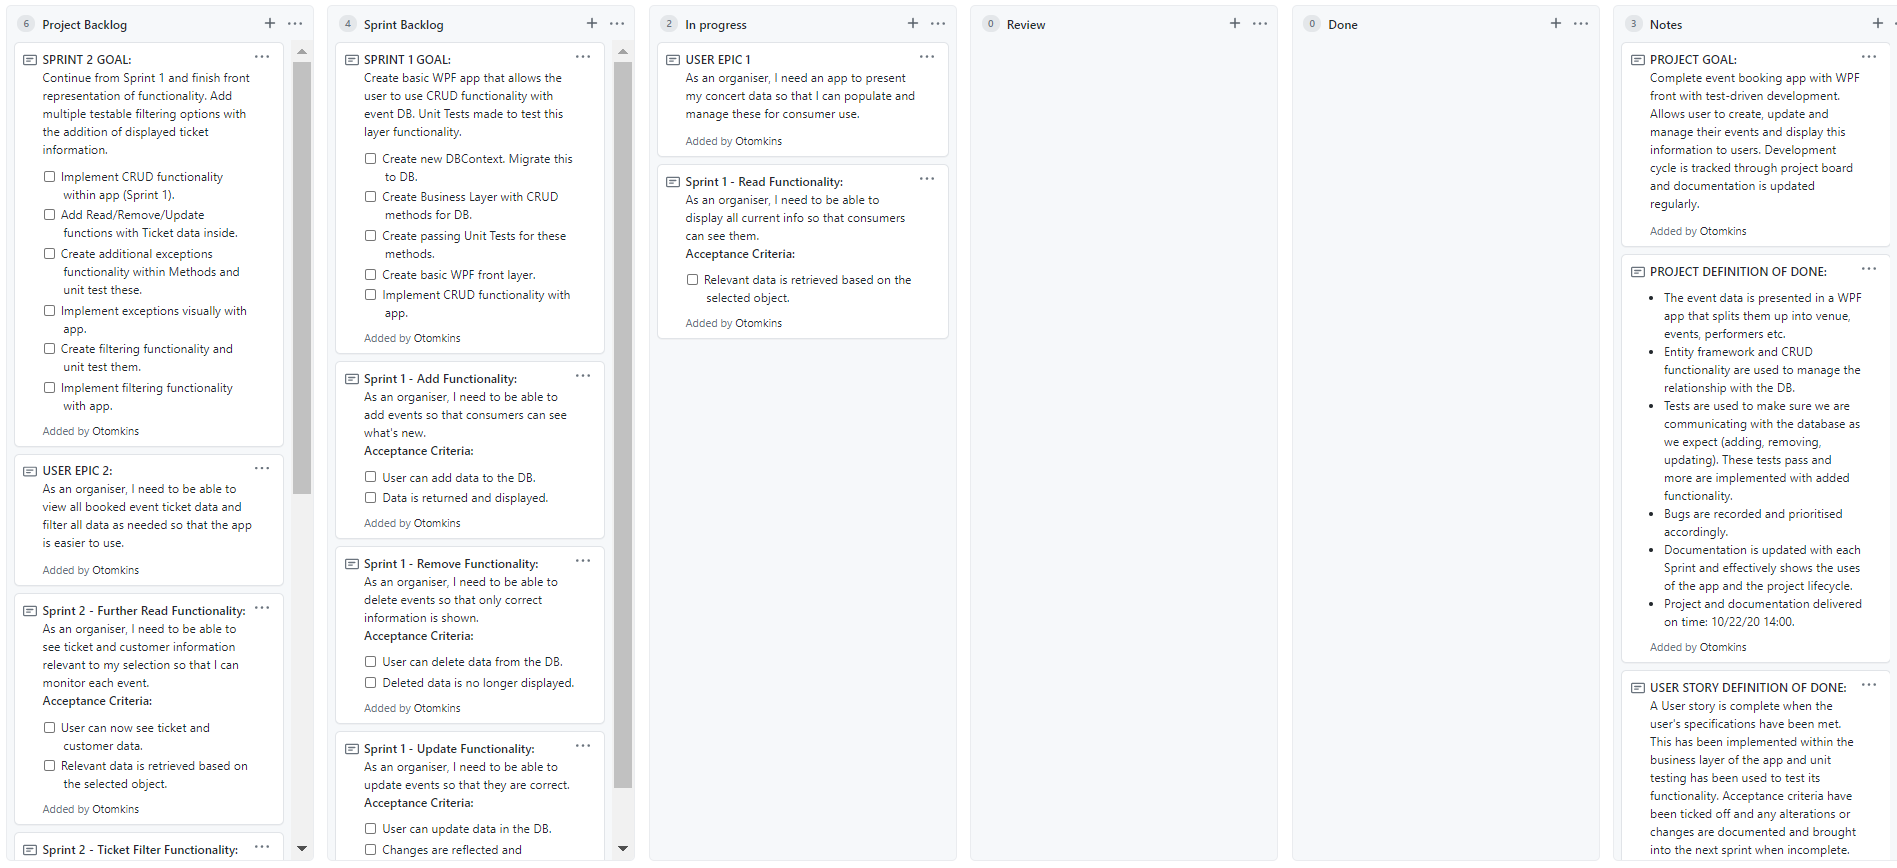 6 Project Backlog
SPRINT 2 GOAL:
Continue from Sprint 1 and finish front
representation of functionality. Add
multiple testable filtering options with
the addition of displayed ticket
information.
Implement CRUD functionality
within app (Sprint 1).
Add Read/Remove/Update
functions with Ticket data inside.
Create additional exceptions
functionality within Methods and
unit test these.
Implement exceptions visually with
app.
Create filtering functionality and
unit test them.
Implement filtering functionality
with app.
Added by Otomkins
USER EPIC 2:
As an organiser, I need to be able to
view all booked event ticket data and
filter all data as needed so that the app
is easier to use.
Added by Otomkins
Sprint 2 - Further Read Functionality:
As an organiser, I need to be able to
see ticket and customer information
relevant to my selection so that I can
monitor each event.
Acceptance Criteria:
User can now see ticket and
customer data.
Relevant data is retrieved based on
the selected object.
Added by Otomkins
Sprint 2 - Ticket Filter Functionality:
4 Sprint Backlog
SPRINT 1 GOAL:
Create basic WPF app that allows the
user to use CRUD functionality with
event DB. Unit Tests made to test this
layer functionality.
Create new DBContext. Migrate this
to DB.
Create Business Layer with CRUD
methods for DB.
Create passing Unit Tests for these
methods.
Create basic WPF front layer.
Implement CRUD functionality with
app.
Added by Otomkins
Sprint 1 - Add Functionality:
As an organiser, I need to be able to
add events so that consumers can see
what's new.
Acceptance Criteria:
User can add data to the DB.
Data is returned and displayed.
Added by Otomkins
Sprint 1 - Remove Functionality:
As an organiser, I need to be able to
delete events so that only correct
information is shown.
Acceptance Criteria:
User can delete data from the DB.
Deleted data is no longer displayed.
Added by Otomkins
Sprint 1 - Update Functionality:
As an organiser, I need to be able to
update events so that they are correct.
Acceptance Criteria:
User can update data in the DB.
Changes are reflected and
2 In progress
USER EPIC 1
As an organiser, I need an app to present
my concert data so that I can populate and
manage these for consumer use.
Added by Otomkins
Sprint 1 - Read Functionality:
As an organiser, I need to be able to
display all current info so that consumers
can see them.
Acceptance Criteria:
Relevant data is retrieved based on the
selected object.
Added by Otomkins
0 Review
0 Done
3 Notes
PROJECT GOAL:
Complete event booking app with WPF
front with test-driven development.
Allows user to create, update and
manage their events and display this
information to users. Development
cycle is tracked through project board
and documentation is updated
regularly.
Added by Otomkins
PROJECT DEFINITION OF DONE:
• The event data is presented in a WPF
app that splits them up into venue,
events, performers etc.
• Entity framework and CRUD
functionality are used to manage the
relationship with the DB.
• Tests are used to make sure we are
communicating with the database as
we expect (adding, removing,
updating). These tests pass and
more are implemented with added
functionality.
• Bugs are recorded and prioritised
accordingly.
• Documentation is updated with each
Sprint and effectively shows the uses
of the app and the project lifecycle.
• Project and documentation delivered
on time: 10/22/20 14:00.
Added by Otomkins
USER STORY DEFINITION OF DONE:
A User story is complete when the
user's specifications have been met.
This has been implemented within the
business layer of the app and unit
testing has been used to test its
functionality. Acceptance criteria have
been ticked off and any alterations or
changes are documented and brought
into the next sprint when incomplete.